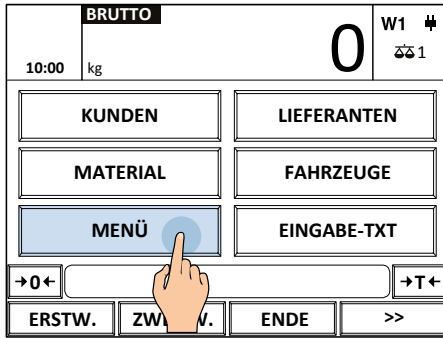 BRUTTO
0
W1
10:00
kg
1
KUNDEN
LIEFERANTEN
MATERIAL
FAHRZEUGE
MENÜ
EINGABE-TXT
→0←
→T←
ERSTW.
ENDE
>>